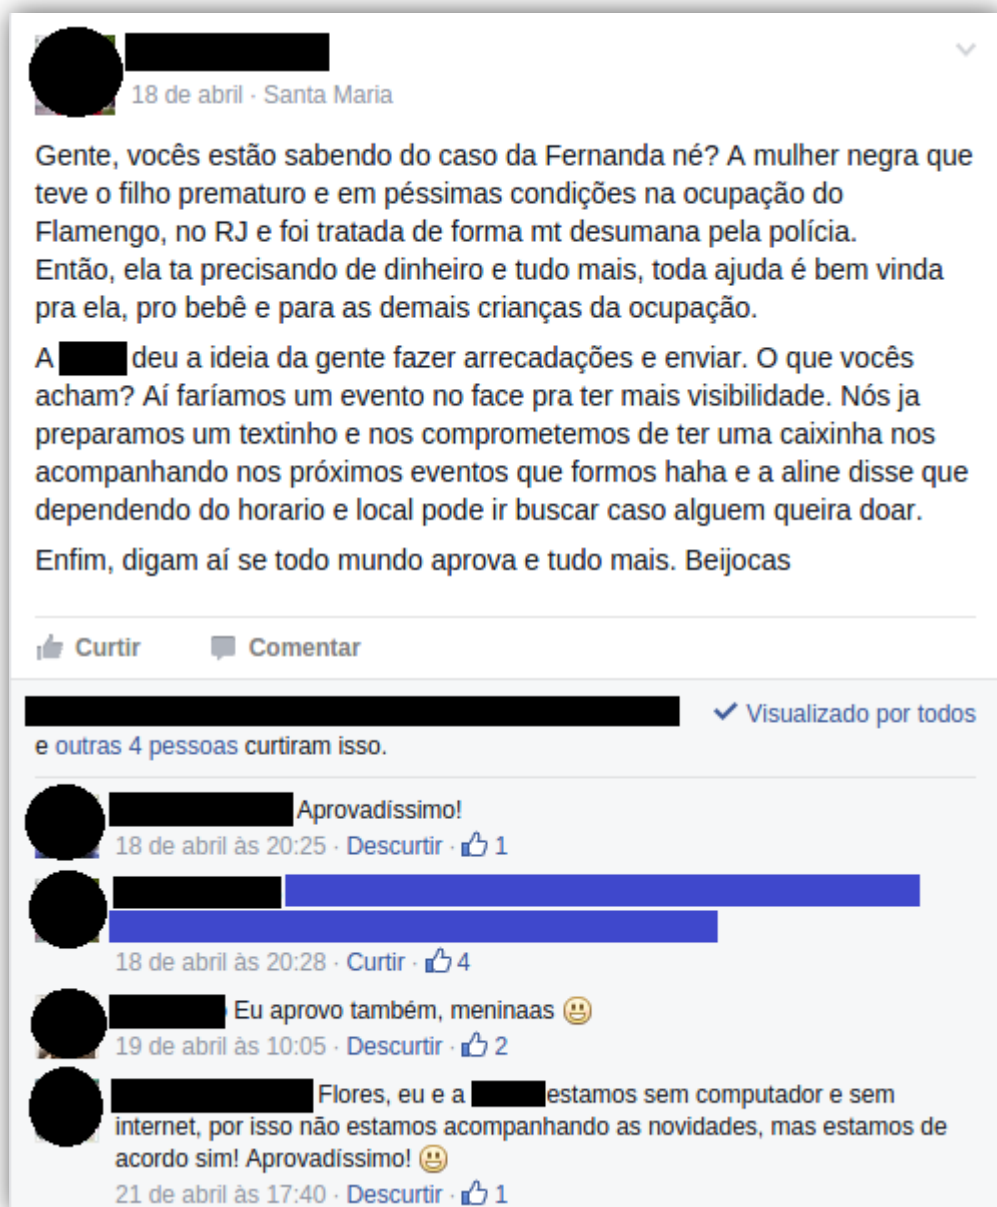 18 de abril · Santa Maria
Gente, vocês estão sabendo do caso da Fernanda né? A mulher negra que
teve o filho prematuro e em péssimas condições na ocupação do
Flamengo, no RJ e foi tratada de forma mt desumana pela polícia.
Então, ela ta precisando de dinheiro e tudo mais, toda ajuda é bem vinda
pra ela, pro bebê e para as demais crianças da ocupação.
A deu a ideia da gente fazer arrecadações e enviar. O que vocês
acham? Aí faríamos um evento no face pra ter mais visibilidade. Nós ja
preparamos um textinho e nos comprometemos de ter uma caixinha nos
acompanhando nos próximos eventos que formos haha e a aline disse que
dependendo do horario e local pode ir buscar caso alguem queira doar.
Enfim, digam aí se todo mundo aprova e tudo mais. Beijocas
Curtir Comentar
Visualizado por todos
e outras 4 pessoas curtiram isso.
Aprovadíssimo!
18 de abril às 20:25 · Descurtir · 1
18 de abril às 20:28 · Curtir · 4
Eu aprovo também, meninaas
19 de abril às 10:05 · Descurtir · 2
Flores, eu e a estamos sem computador e sem
internet, por isso não estamos acompanhando as novidades, mas estamos de
acordo sim! Aprovadíssimo!
21 de abril às 17:40 · Descurtir · 1